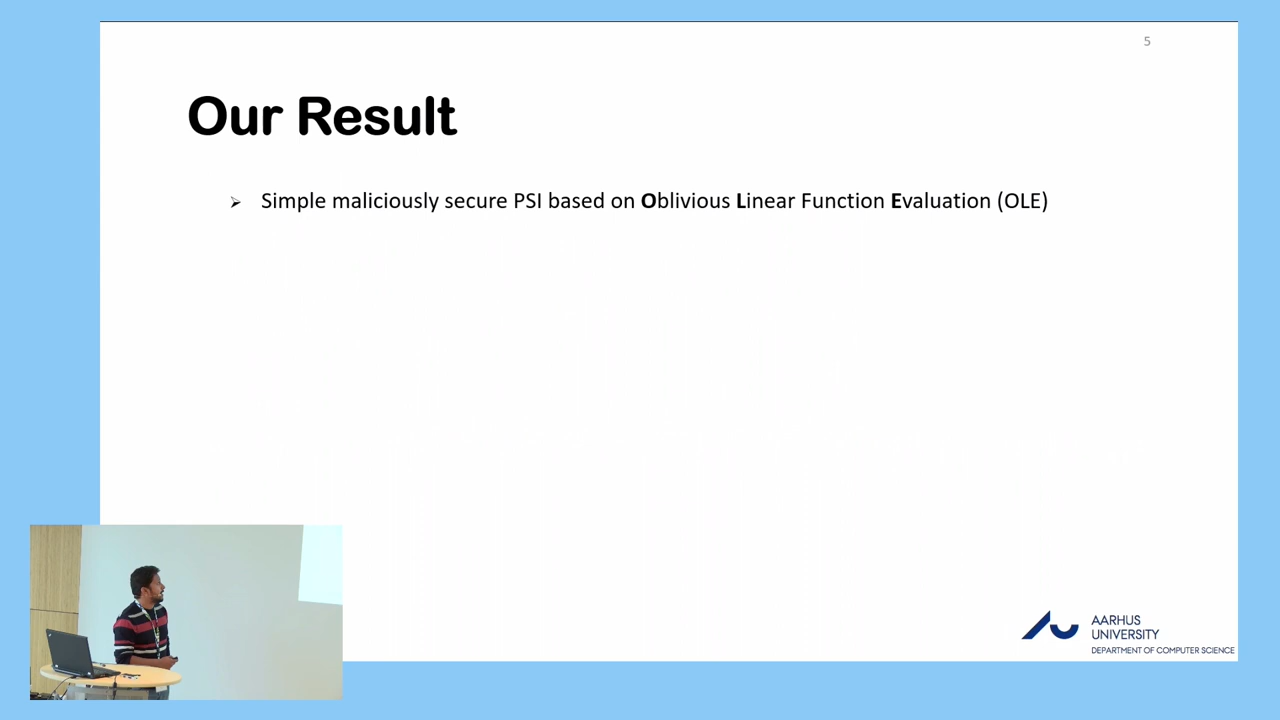 5
Our Result
➢ Simple maliciously secure PSI based on Oblivious Linear Function Evaluation (OLE)
AARHUS
UNIVERSITY
DEPARTMENT OF COMPUTER SCIENCE